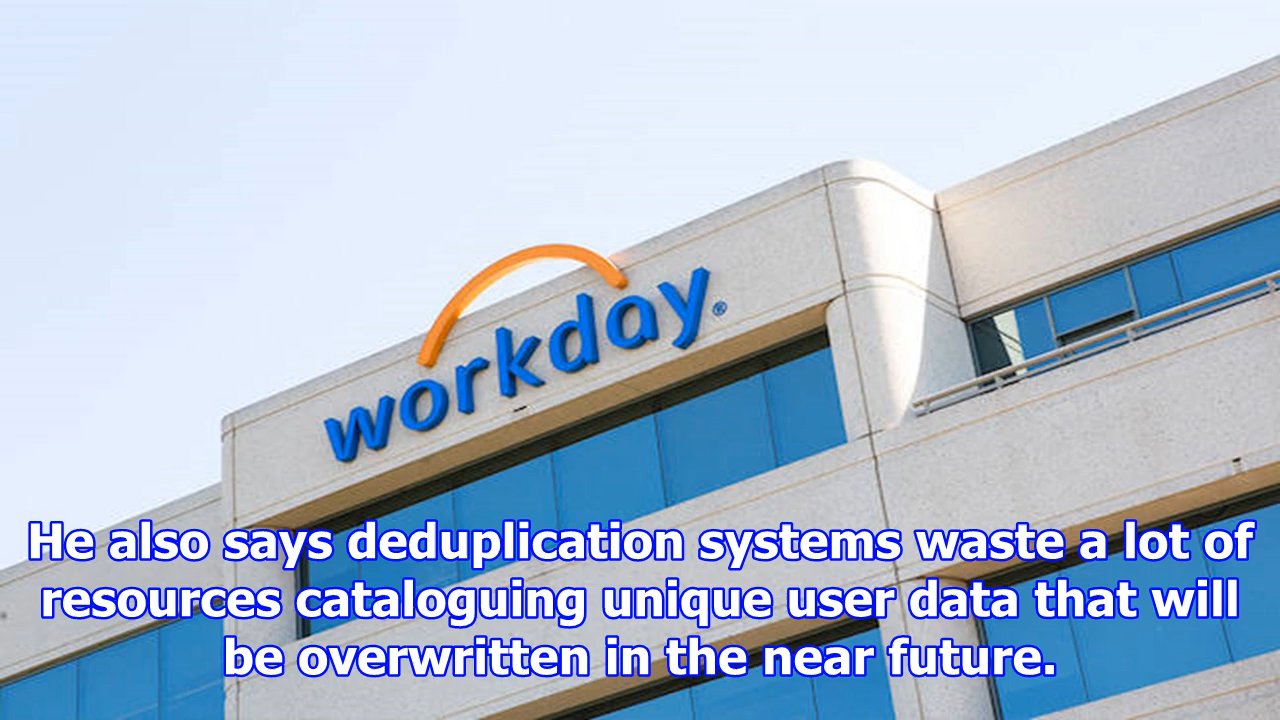 workday®
He also says deduplication systems waste a lot of
resources cataloguing unique user data that will
be overwritten in the near future.